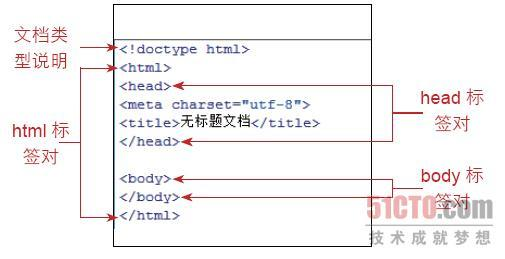 文档类
型说明
html 标
签对
<!doctype html>
<html>
<head>
<meta charset="utf-8">
<title>无标题文档</title>
</head>
<body>
</body>
</html>
head 标
签对
body 标
签对
51CTO.com
技术成就梦想